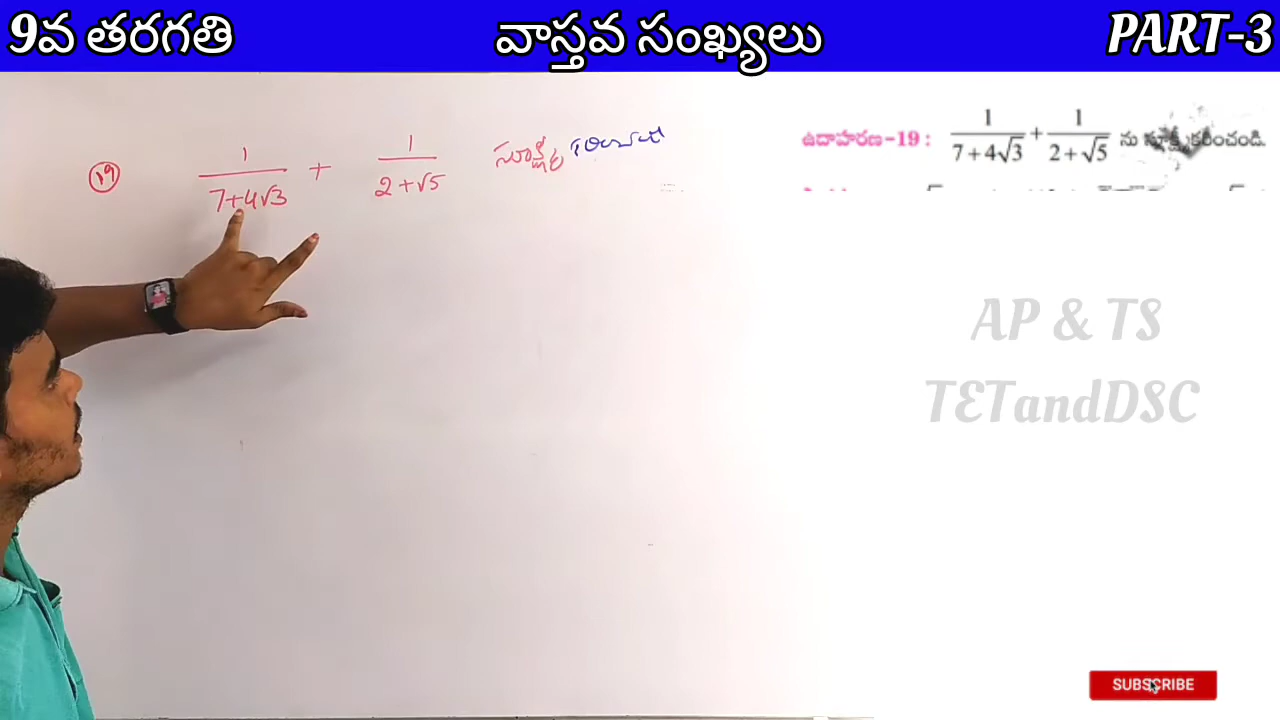 9వ తరగతి
వాస్తవ సంఖ్యలు
PART-3
ఉదాహరణ-19 : 1/(7 + 4√3) + 1/(2 + √5) ను సూక్ష్మీకరించండి.
19 1/(7+4√3) + 1/(2+√5)
AP & TS
TETandDSC
SUBSCRIBE